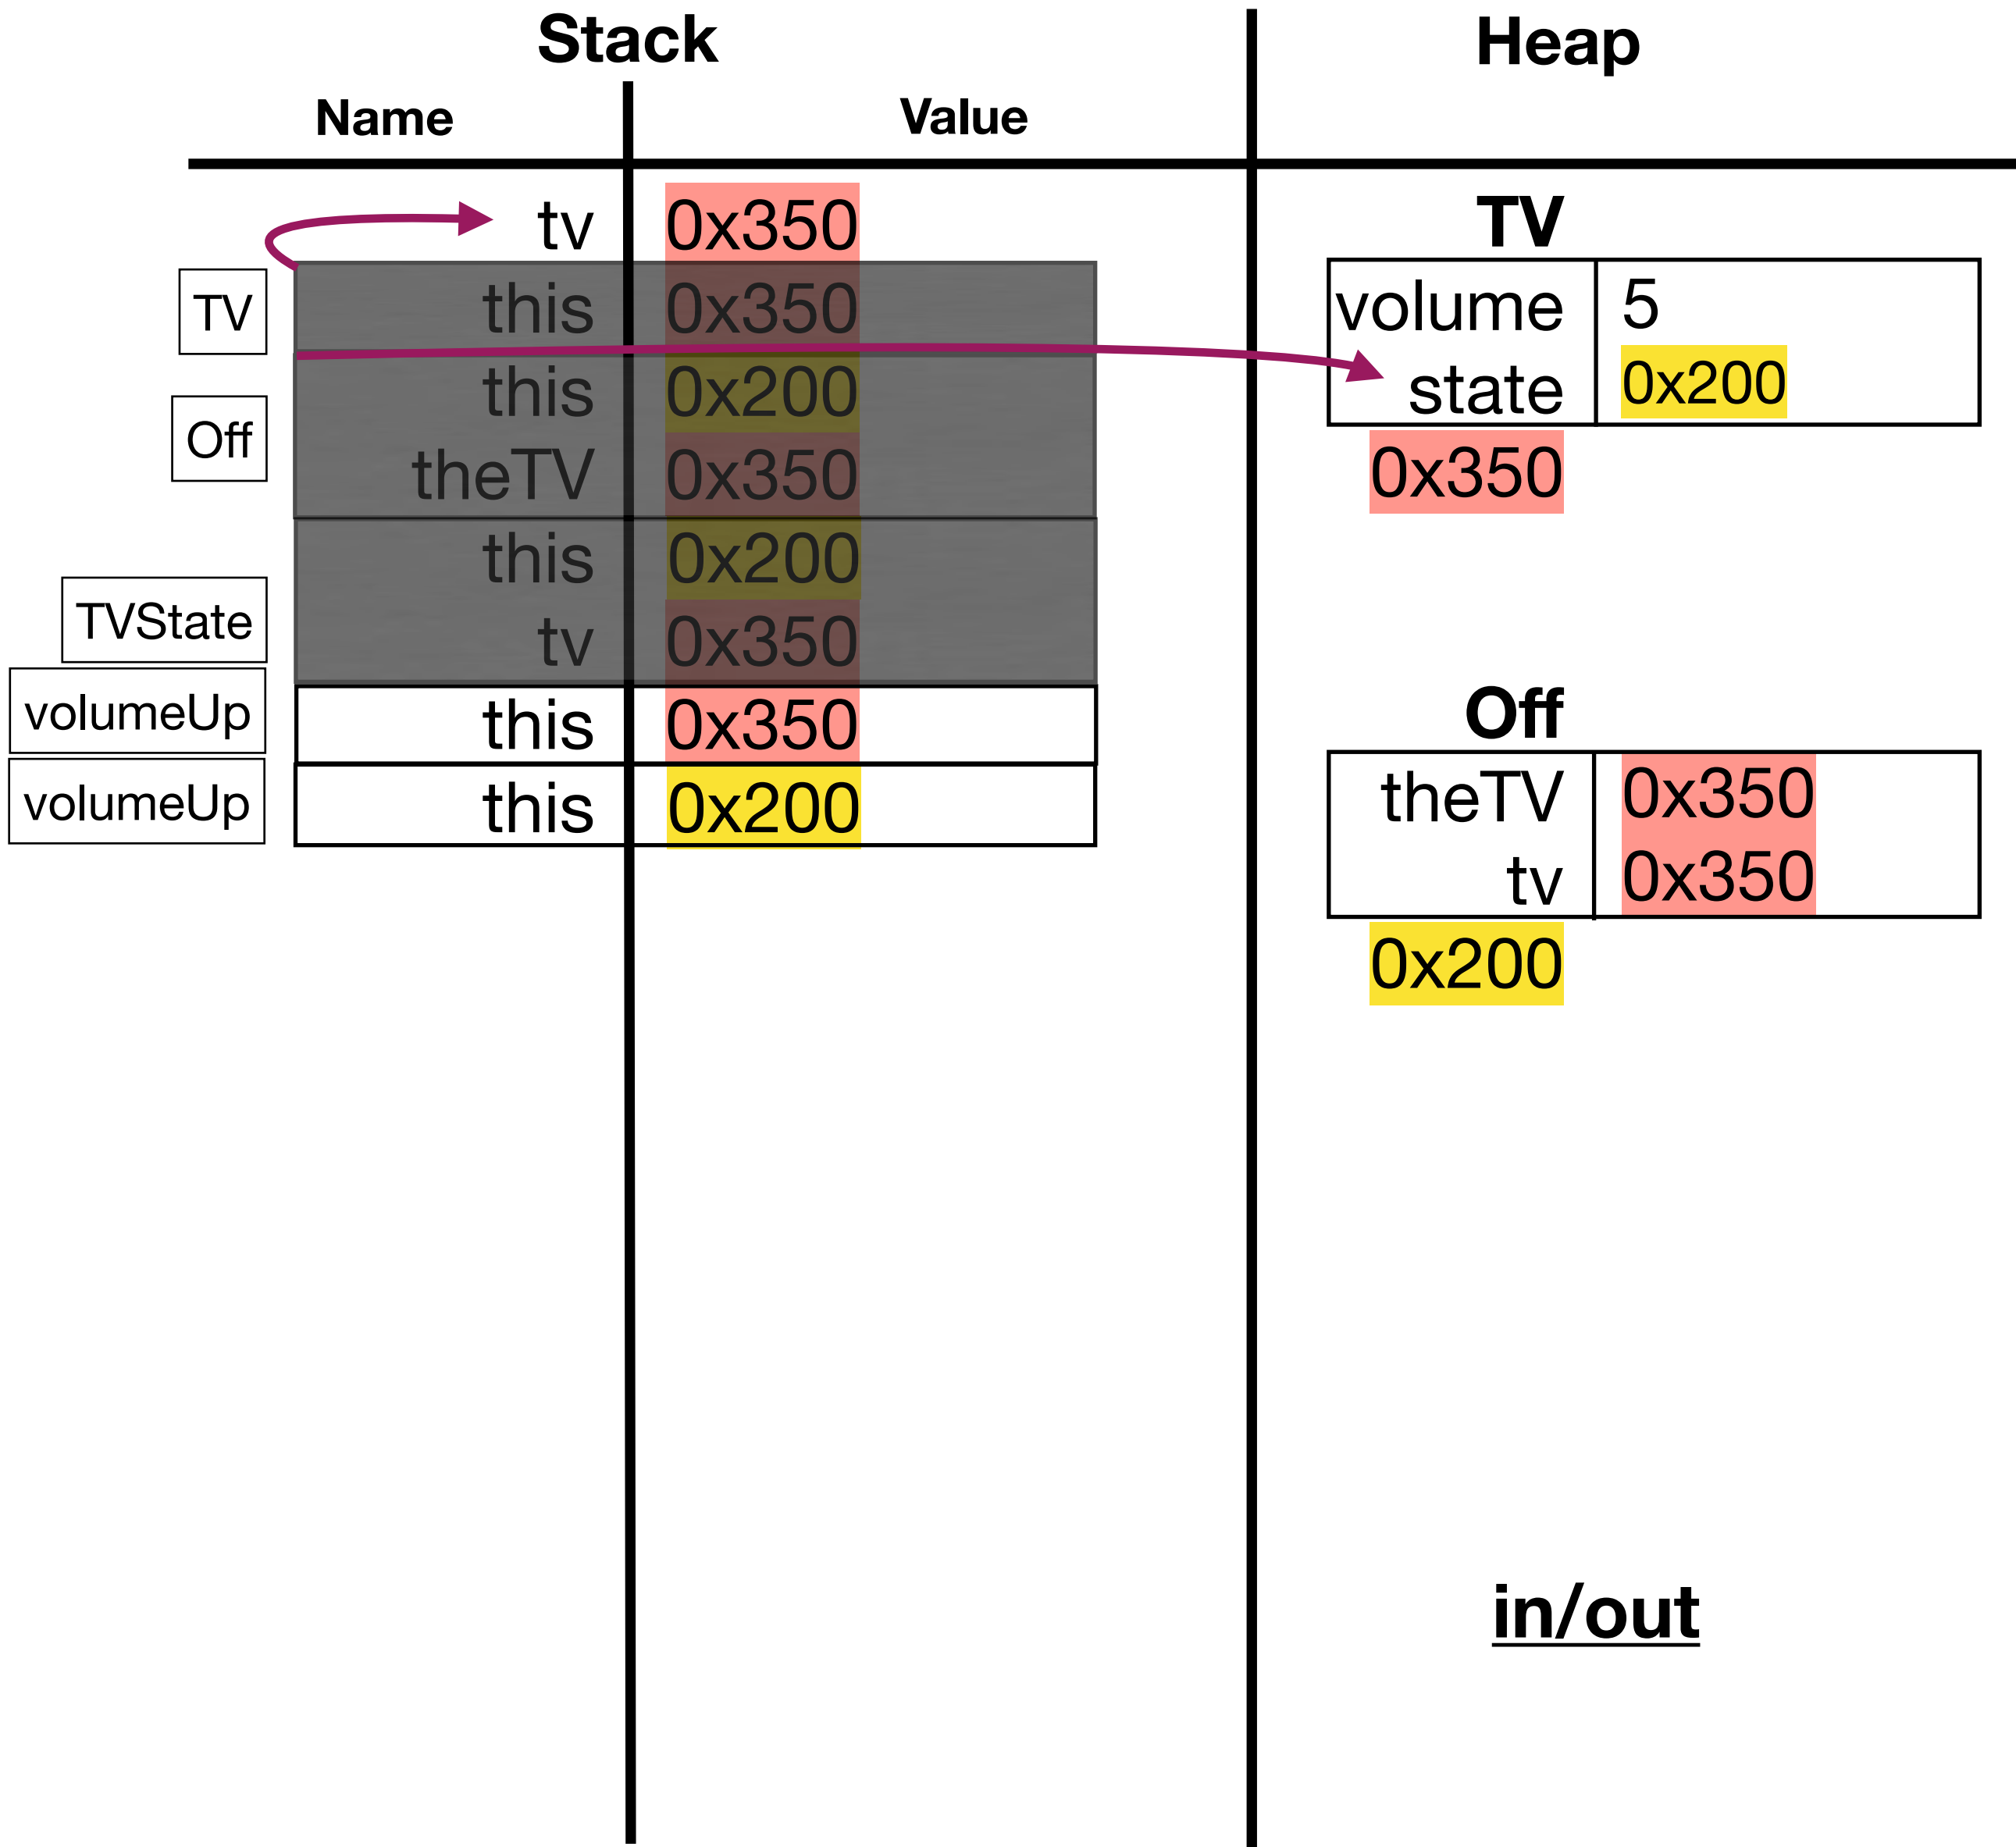 Stack Heap
Name Value
tv 0x350
TV this 0x350
this 0x200
Off theTV 0x350
this 0x200
TVState tv 0x350
volumeUp this 0x350
volumeUp this 0x200
TV
volume 5
state 0x200
0x350
Off
theTV 0x350
tv 0x350
0x200
in/out